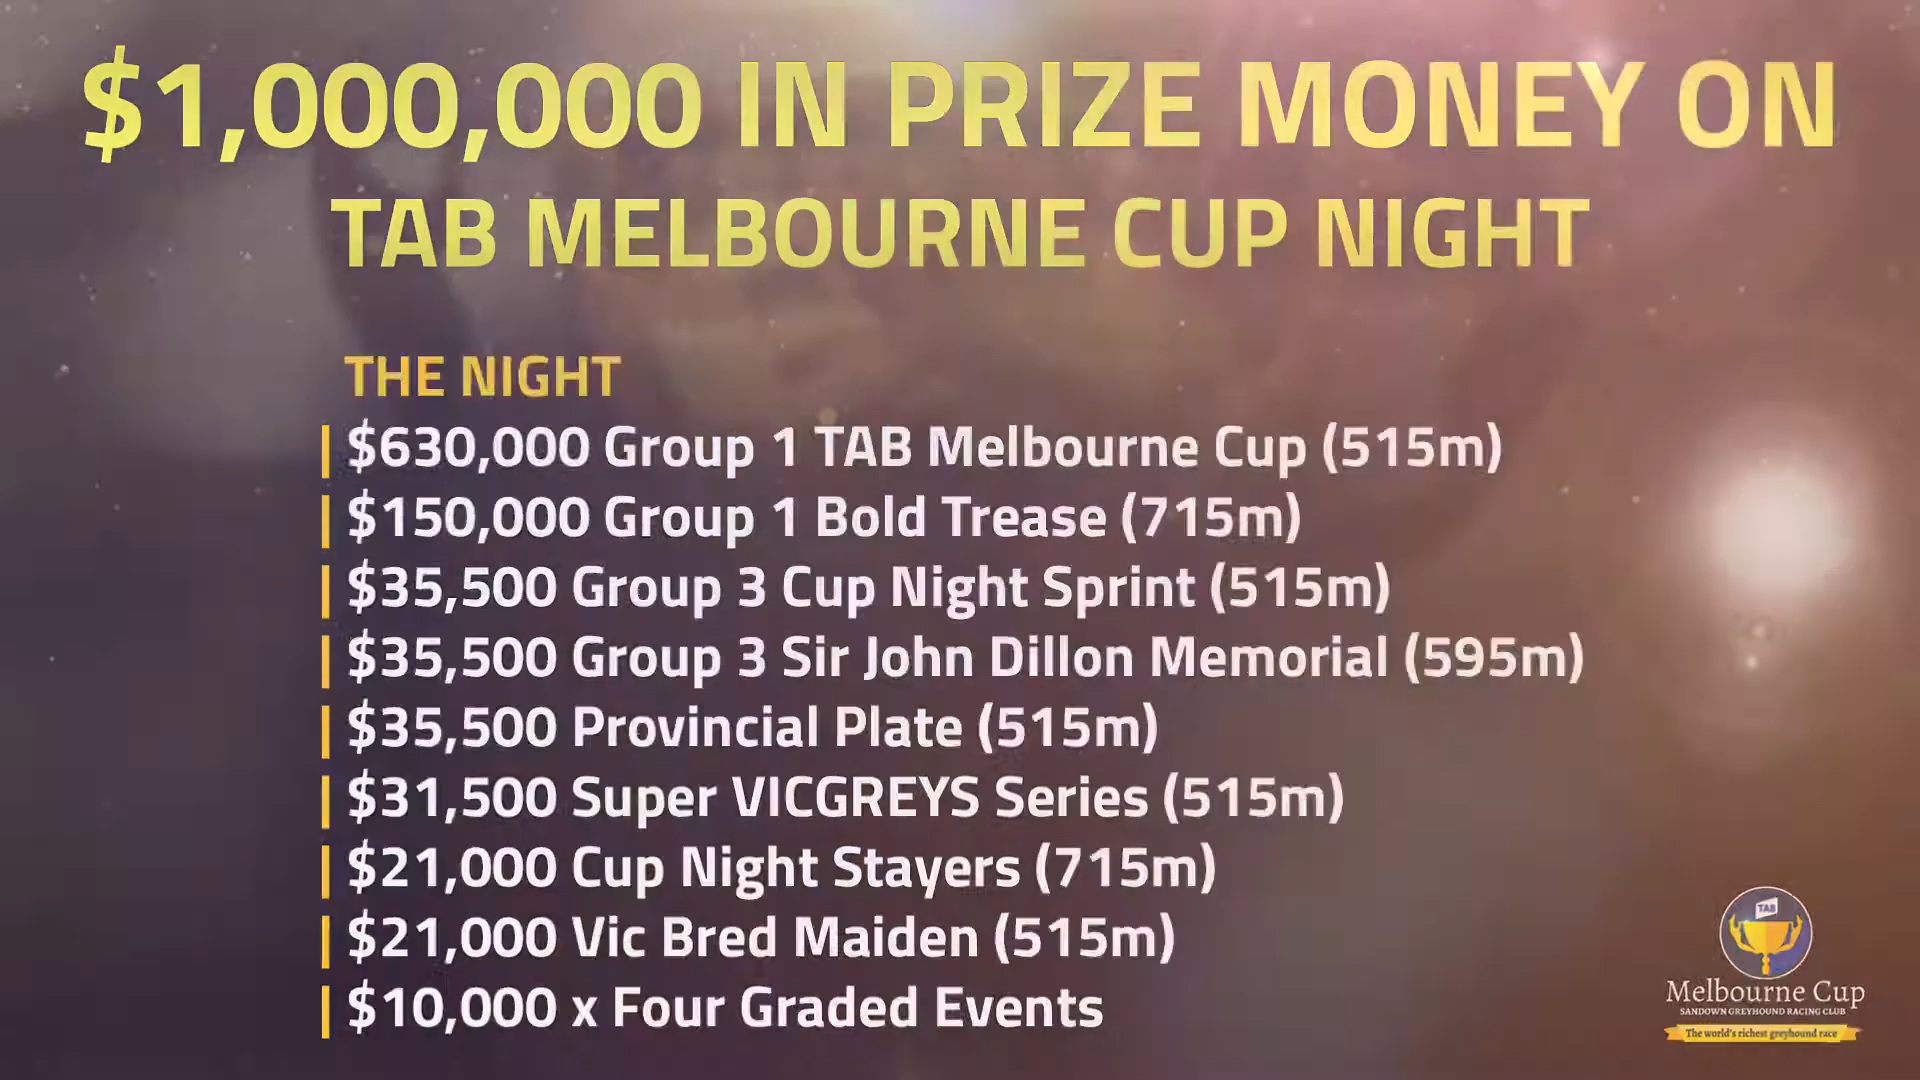 $1,000,000 IN PRIZE MONEY ON
TAB MELBOURNE CUP NIGHT
THE NIGHT
$630,000 Group 1 TAB Melbourne Cup (515m)
$150,000 Group 1 Bold Trease (715m)
$35,500 Group 3 Cup Night Sprint (515m)
$35,500 Group 3 Sir John Dillon Memorial (595m)
$35,500 Provincial Plate (515m)
$31,500 Super VICGREYS Series (515m)
$21,000 Cup Night Stayers (715m)
$21,000 Vic Bred Maiden (515m)
$10,000 x Four Graded Events
TAB
Melbourne Cup
SANDOWN GREYHOUND RACING CLUB
The world's richest greyhound race